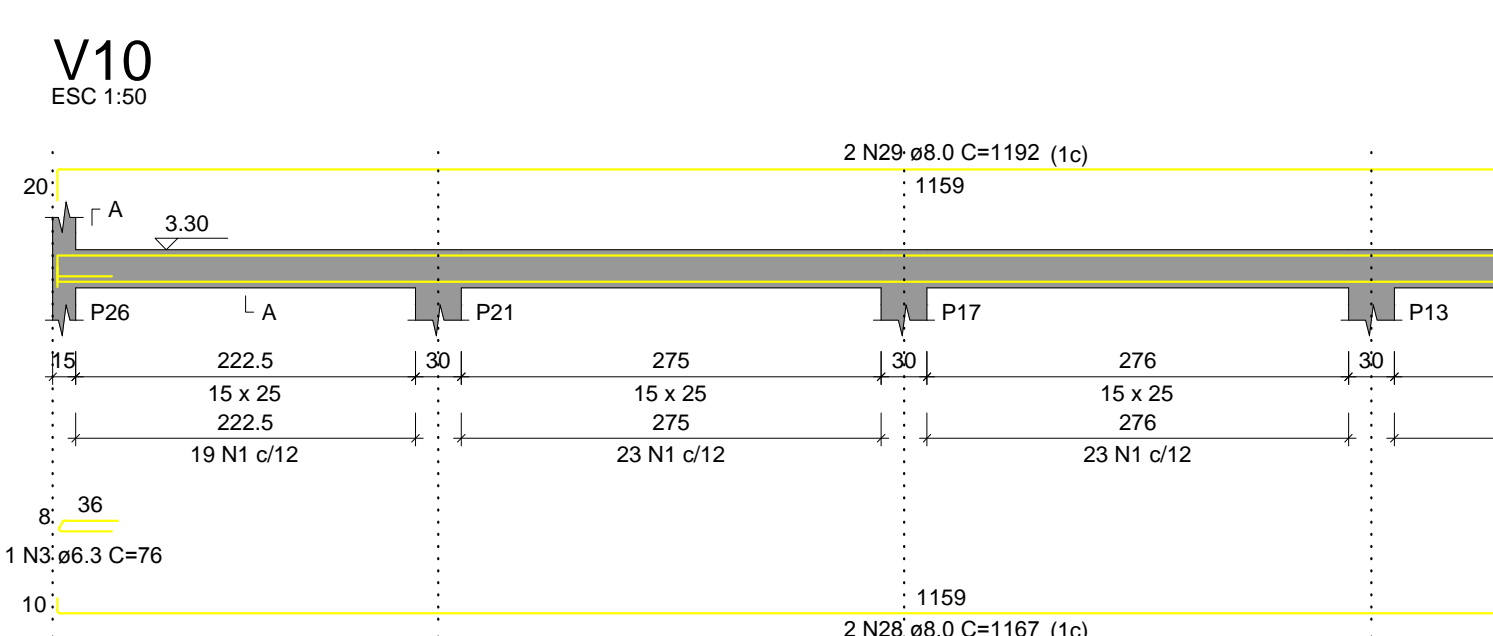 V10
ESC 1:50
2 N29 ø8.0 C=1192 (1c)
20
1159
A
3.30
P26
A
P21
P17
P13
15
222.5
30
275
30
276
30
15 x 25
15 x 25
15 x 25
222.5
275
276
19 N1 c/12
23 N1 c/12
23 N1 c/12
36
8
1 N3 ø6.3 C=76
10
1159
2 N28 ø8.0 C=1167 (1c)